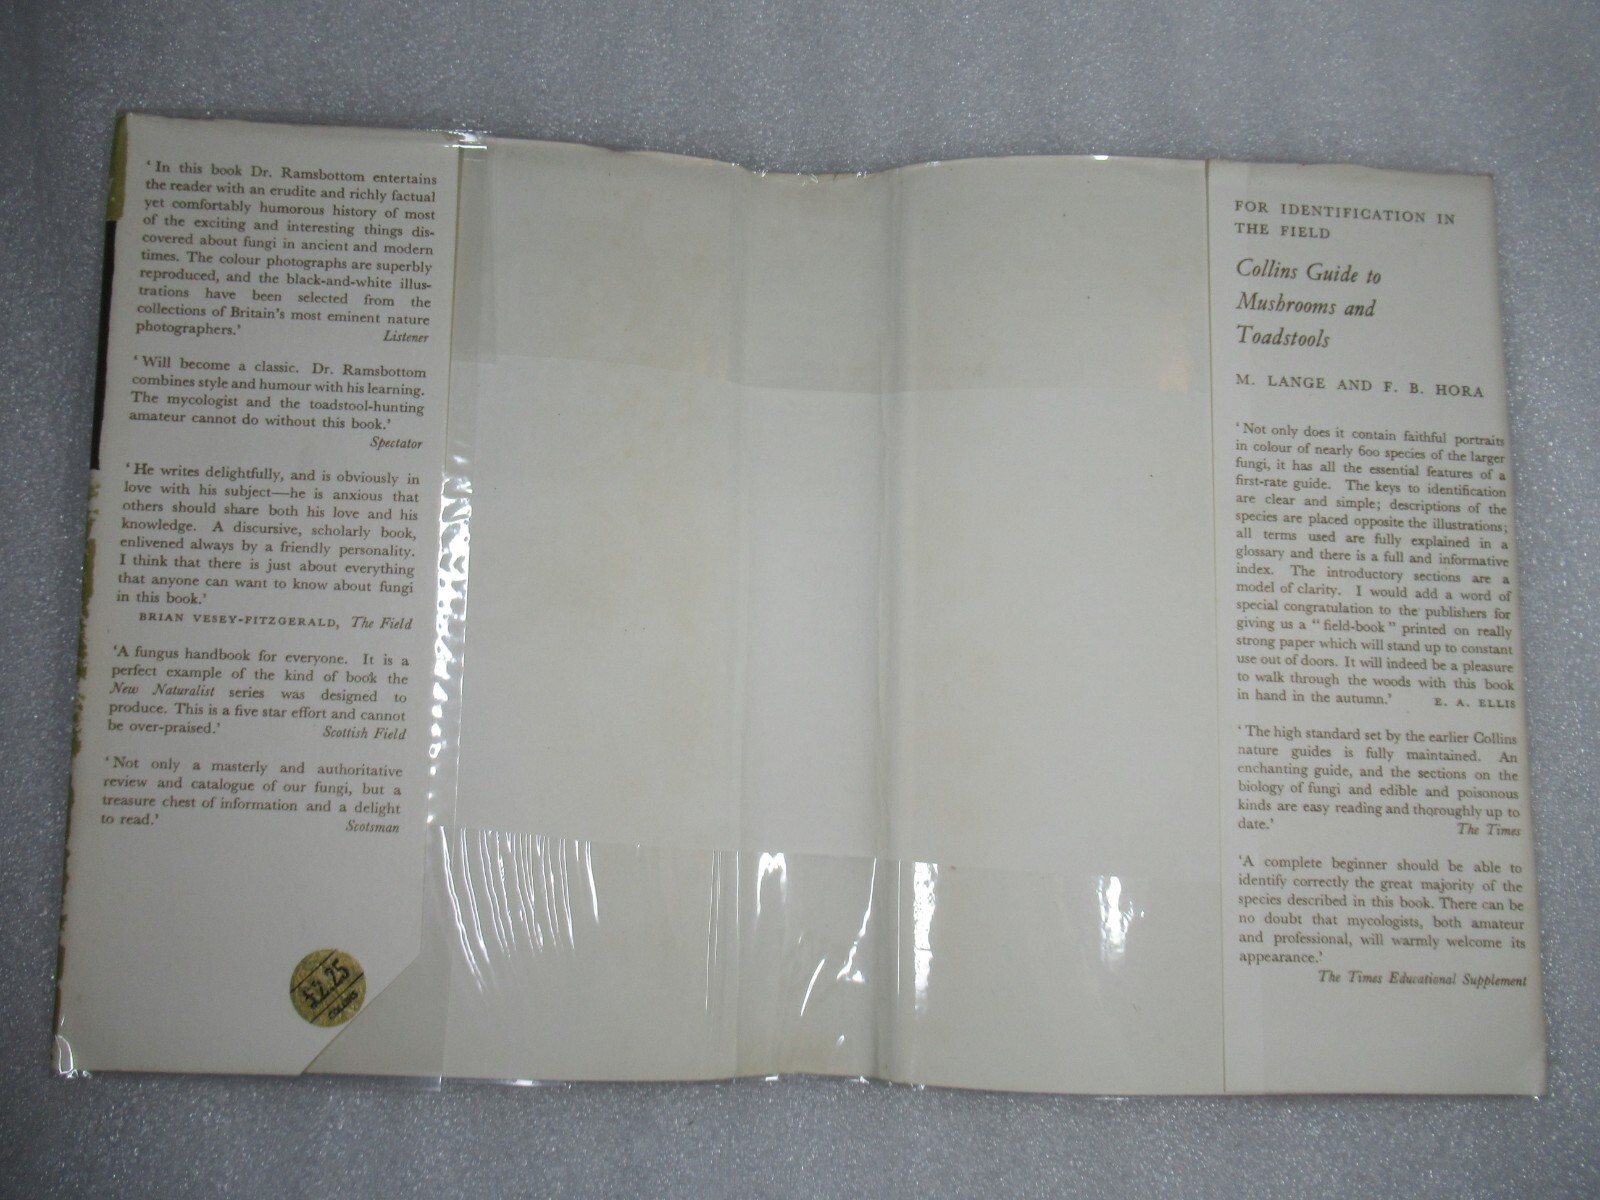 ‘In this book Dr. Ramsbottom entertains
the reader with an erudite and richly factual
yet comfortably humorous history of most
of the exciting and interesting things dis-
covered about fungi in ancient and modern
times. The colour photographs are superbly
reproduced, and the black-and-white illus-
trations have been selected from the
collections of Britain's most eminent nature
photographers.’ Listener
‘Will become a classic. Dr. Ramsbottom
combines style and humour with his learning.
The mycologist and the toadstool-hunting
amateur cannot do without this book.’
Spectator
‘He writes delightfully, and is obviously in
love with his subject—he is anxious that
others should share both his love and his
knowledge. A discursive, scholarly book,
enlivened always by a friendly personality.
I think that there is just about everything
that anyone can want to know about fungi
in this book.’
BRIAN VESEY-FITZGERALD, The Field
‘A fungus handbook for everyone. It is a
perfect example of the kind of book the
New Naturalist series was designed to
produce. This is a five star effort and cannot
be over-praised.’ Scottish Field
‘Not only a masterly and authoritative
review and catalogue of our fungi, but a
treasure chest of information and a delight
to read.’ Scotsman
£2.25
COLLINS
FOR IDENTIFICATION IN
THE FIELD
Collins Guide to
Mushrooms and
Toadstools
M. LANGE AND F. B. HORA
‘Not only does it contain faithful portraits
in colour of nearly 600 species of the larger
fungi, it has all the essential features of a
first-rate guide. The keys to identification
are clear and simple; descriptions of the
species are placed opposite the illustrations;
all terms used are fully explained in a
glossary and there is a full and informative
index. The introductory sections are a
model of clarity. I would add a word of
special congratulation to the publishers for
giving us a “field-book” printed on really
strong paper which will stand up to constant
use out of doors. It will indeed be a pleasure
to walk through the woods with this book
in hand in the autumn.’ E. A. ELLIS
‘The high standard set by the earlier Collins
nature guides is fully maintained. An
enchanting guide, and the sections on the
biology of fungi and edible and poisonous
kinds are easy reading and thoroughly up to
date.’ The Times
‘A complete beginner should be able to
identify correctly the great majority of the
species described in this book. There can be
no doubt that mycologists, both amateur
and professional, will warmly welcome its
appearance.’
The Times Educational Supplement